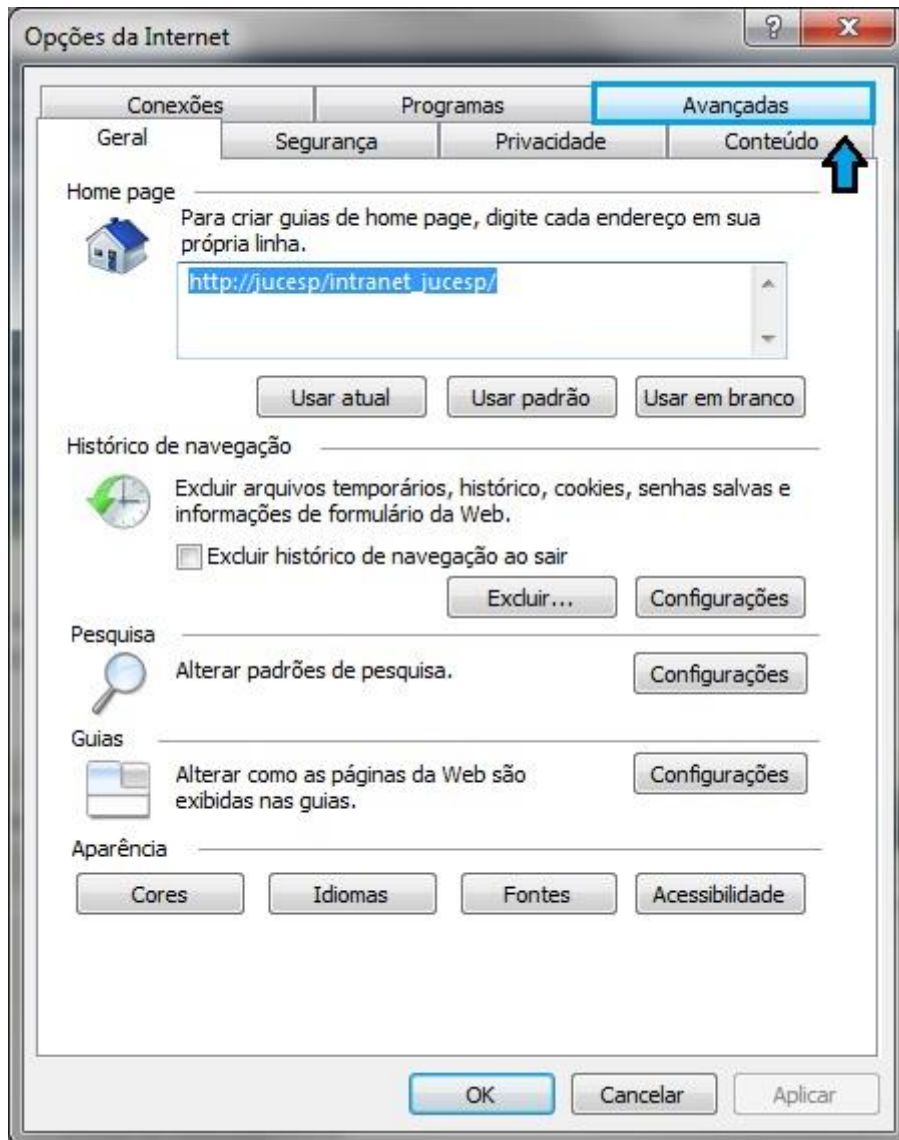 Opções da Internet
Conexões Programas Avançadas
Geral Segurança Privacidade Conteúdo
Home page
Para criar guias de home page, digite cada endereço em sua
própria linha.
http://jucesp/intranet_jucesp/
Usar atual Usar padrão Usar em branco
Histórico de navegação
Excluir arquivos temporários, histórico, cookies, senhas salvas e
informações de formulário da Web.
Excluir histórico de navegação ao sair
Excluir... Configurações
Pesquisa
Alterar padrões de pesquisa. Configurações
Guias
Alterar como as páginas da Web são
exibidas nas guias.
Configurações
Aparência
Cores Idiomas Fontes Acessibilidade
OK Cancelar Aplicar